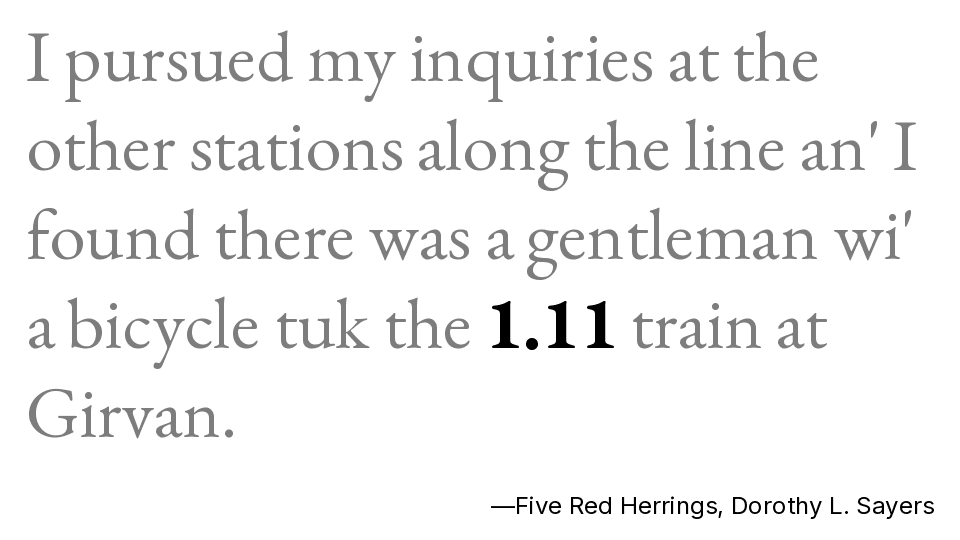 I pursued my inquiries at the
other stations along the line an' I
found there was a gentleman wi'
a bicycle tuk the 1.11 train at
Girvan.
—Five Red Herrings, Dorothy L. Sayers